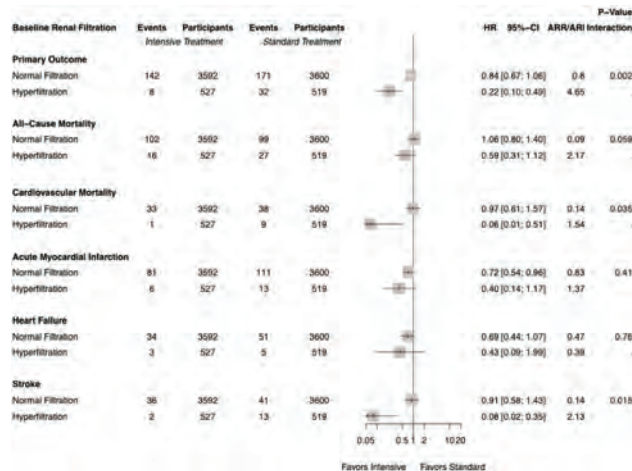 P-Value
Baseline Renal Filtration Events Participants Events Participants HR 95%-CI ARR/ARI Interaction
Intensive Treatment Standard Treatment
Primary Outcome
Normal Filtration 142 3592 171 3600 0.84 [0.67; 1.06] 0.8 0.002
Hyperfiltration 8 527 32 519 0.22 [0.10; 0.49] 4.65
All-Cause Mortality
Normal Filtration 102 3592 99 3600 1.06 [0.80; 1.40] 0.09 0.059
Hyperfiltration 16 527 27 519 0.59 [0.31; 1.12] 2.17
Cardiovascular Mortality
Normal Filtration 33 3592 38 3600 0.97 [0.61; 1.57] 0.14 0.035
Hyperfiltration 1 527 9 519 0.06 [0.01; 0.51] 1.54
Acute Myocardial Infarction
Normal Filtration 81 3592 111 3600 0.72 [0.54; 0.96] 0.83 0.41
Hyperfiltration 6 527 13 519 0.40 [0.14; 1.17] 1.37
Heart Failure
Normal Filtration 34 3592 51 3600 0.69 [0.44; 1.07] 0.47 0.76
Hyperfiltration 3 527 5 519 0.43 [0.09; 1.99] 0.39
Stroke
Normal Filtration 36 3592 41 3600 0.91 [0.58; 1.43] 0.14 0.018
Hyperfiltration 2 527 13 519 0.08 [0.02; 0.35] 2.13
0.05 0.5 1 2 10 20
Favors Intensive Favors Standard